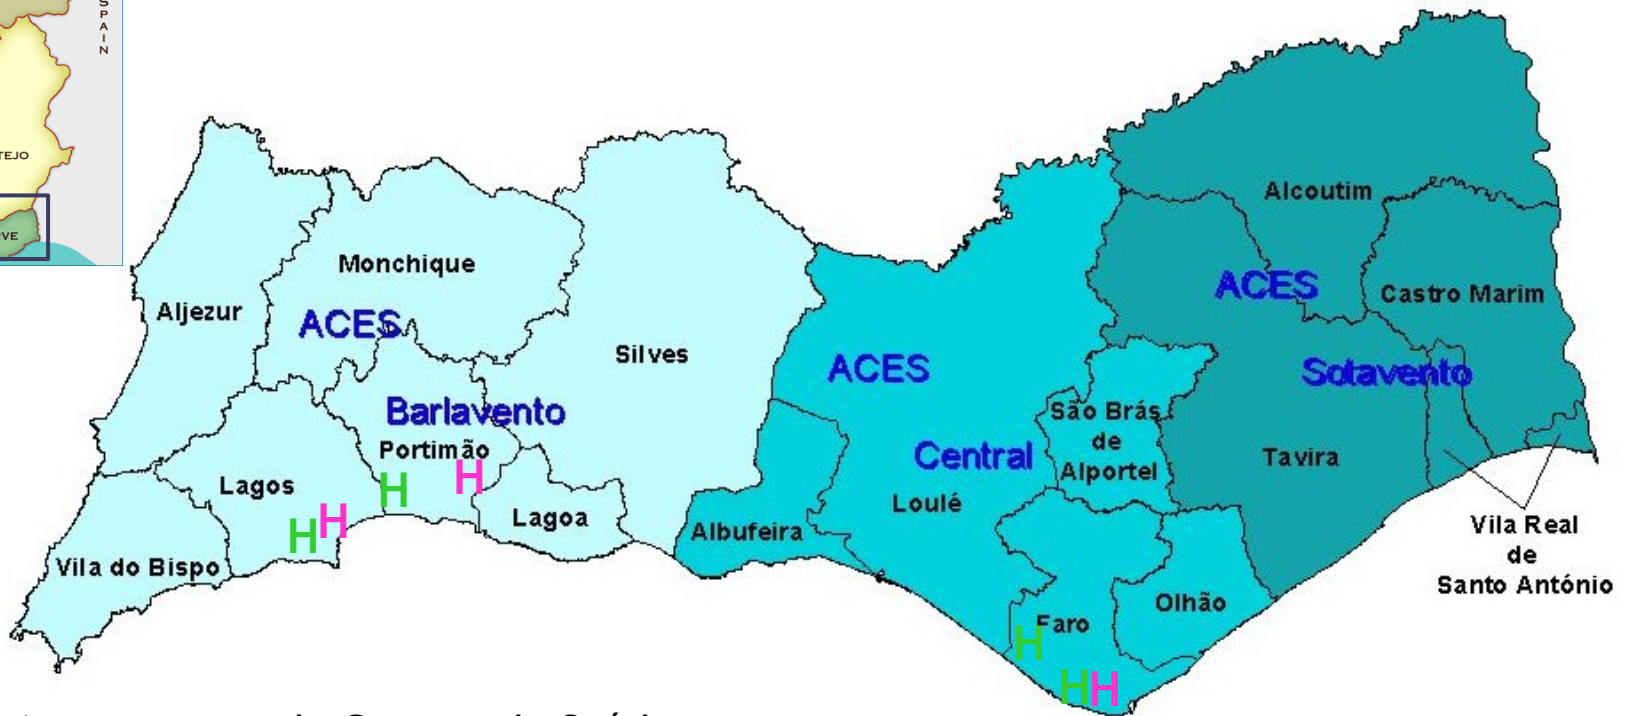 SPAIN
TEJO
VE
Aljezur
Monchique
ACES
Barlavento
Silves
Portimão
H
H
Lagos
H
H
Lagoa
Vila do Bispo
ACES
Central
Loulé
Albufeira
São Brás
de
Alportel
Faro
H
H
H
Olhão
Alcoutim
ACES
Castro Marim
Sotavento
Tavira
Vila Real
de
Santo António